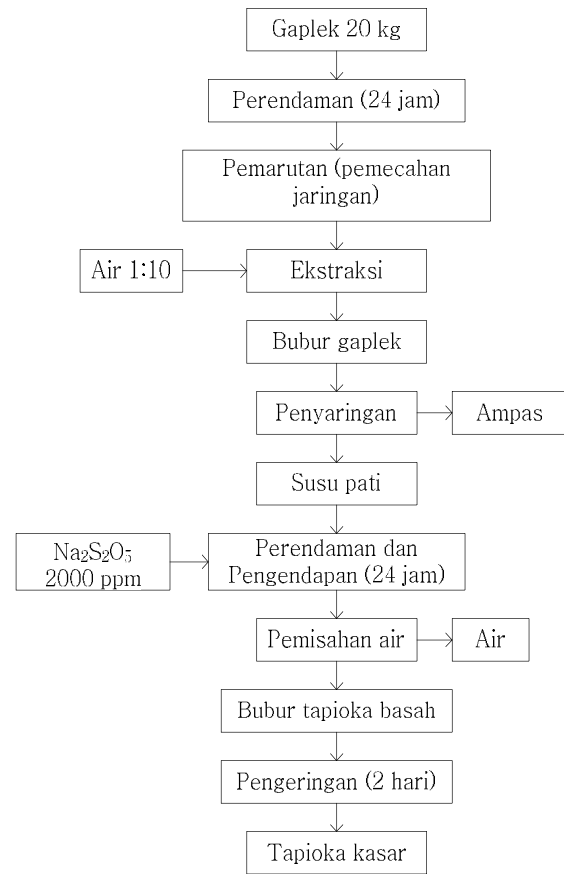 Gaplek 20 kg
Perendaman (24 jam)
Pemarutan (pemecahan
jaringan)
Air 1:10
Ekstraksi
Bubur gaplek
Penyaringan
Ampas
Susu pati
Na₂S₂O₅
2000 ppm
Perendaman dan
Pengendapan (24 jam)
Pemisahan air
Air
Bubur tapioka basah
Pengeringan (2 hari)
Tapioka kasar